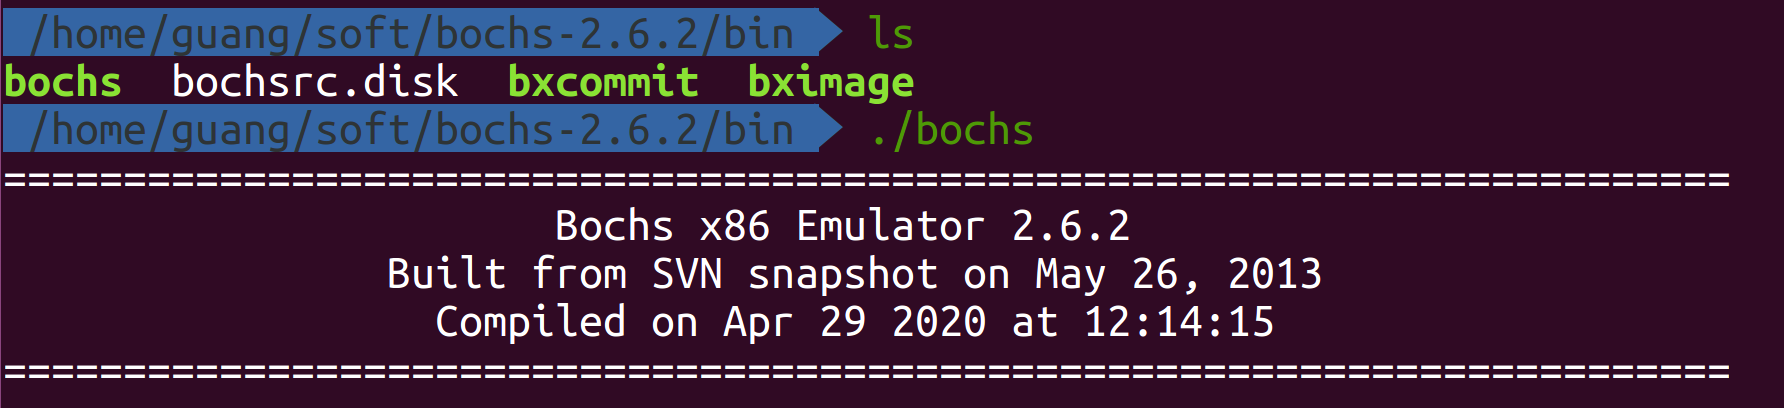 /home/guang/soft/bochs-2.6.2/bin ls
bochs bochsrc.disk bxcommit bximage
/home/guang/soft/bochs-2.6.2/bin ./bochs
========================================================================
Bochs x86 Emulator 2.6.2
Built from SVN snapshot on May 26, 2013
Compiled on Apr 29 2020 at 12:14:15
========================================================================